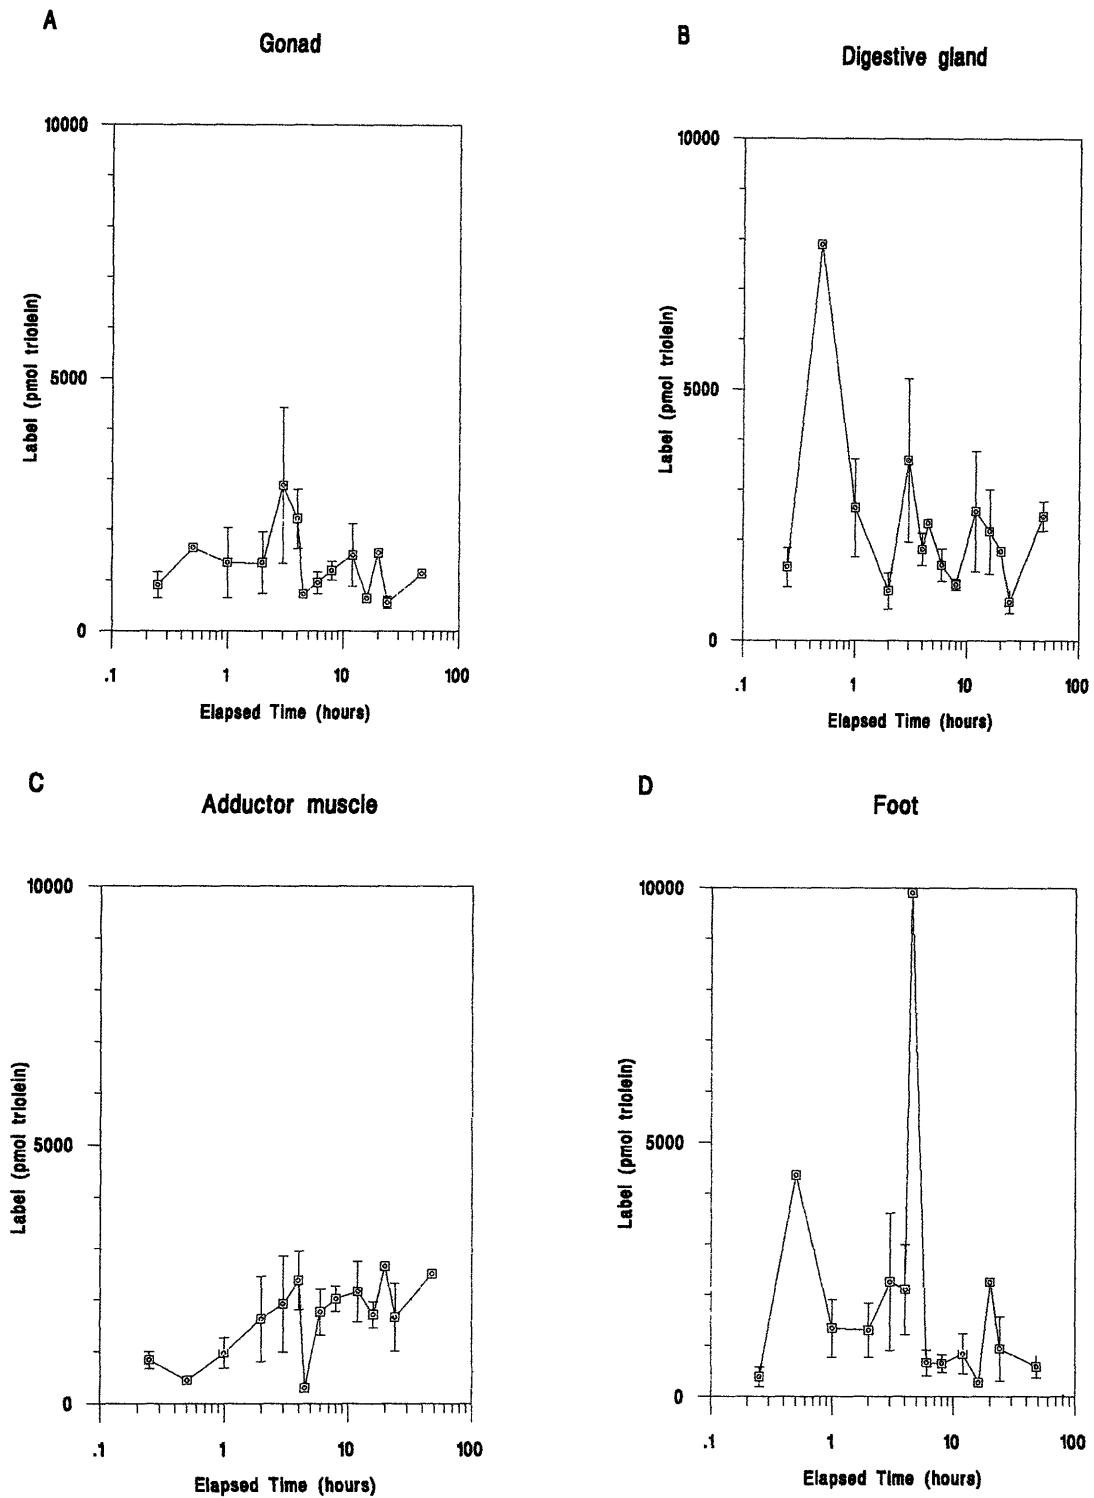 A
Gonad
10000
5000
0
Label (pmol triolein)
.1 1 10 100
Elapsed Time (hours)
B
Digestive gland
10000
5000
0
Label (pmol triolein)
.1 1 10 100
Elapsed Time (hours)
C
Adductor muscle
10000
5000
0
Label (pmol triolein)
.1 1 10 100
Elapsed Time (hours)
D
Foot
10000
5000
0
Label (pmol triolein)
.1 1 10 100
Elapsed Time (hours)